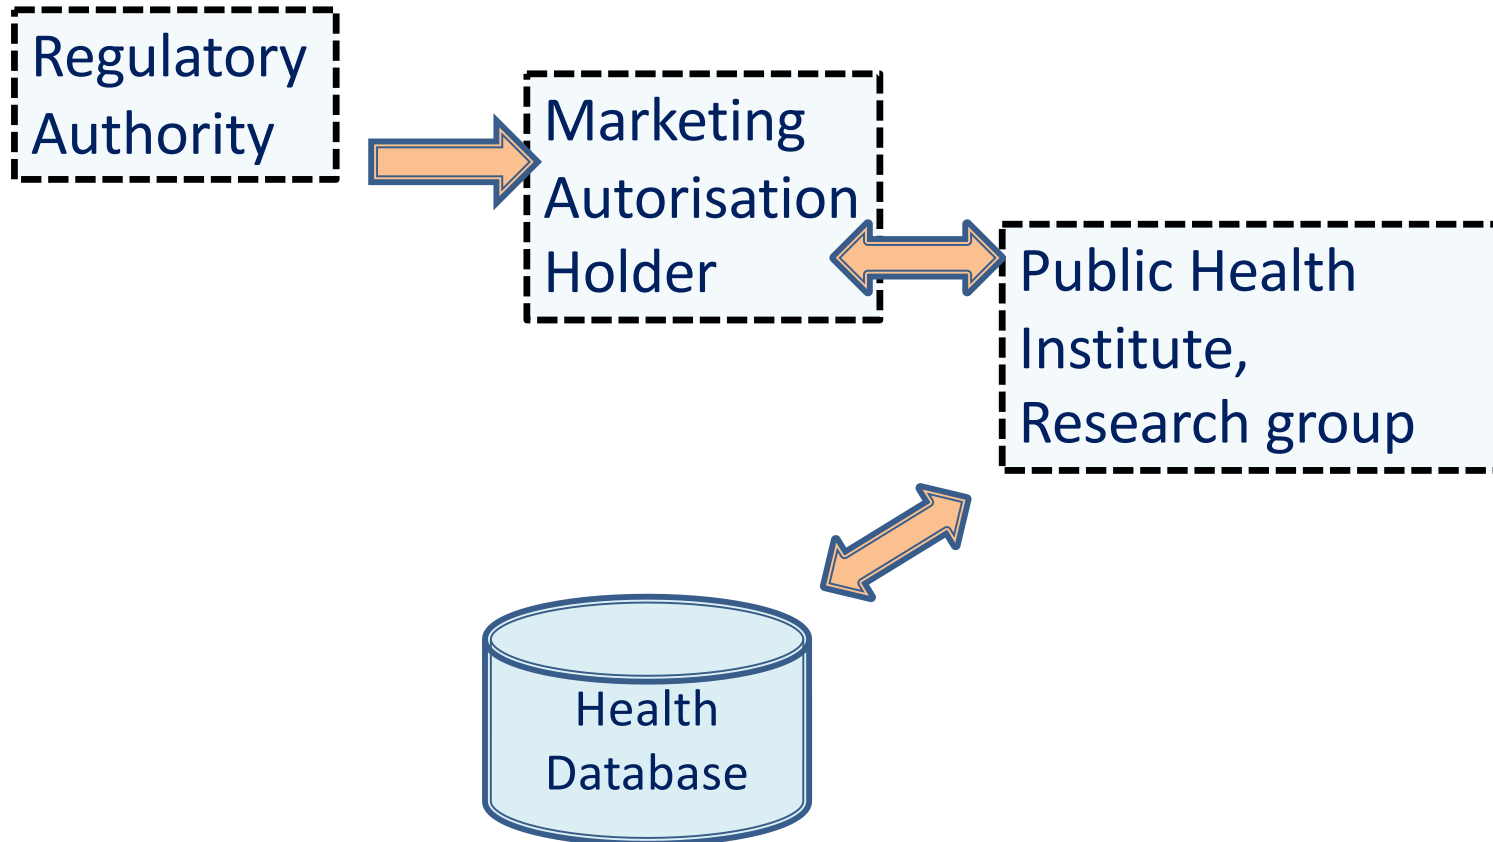 Regulatory
Authority
Marketing
Autorisation
Holder
Public Health
Institute,
Research group
Health
Database